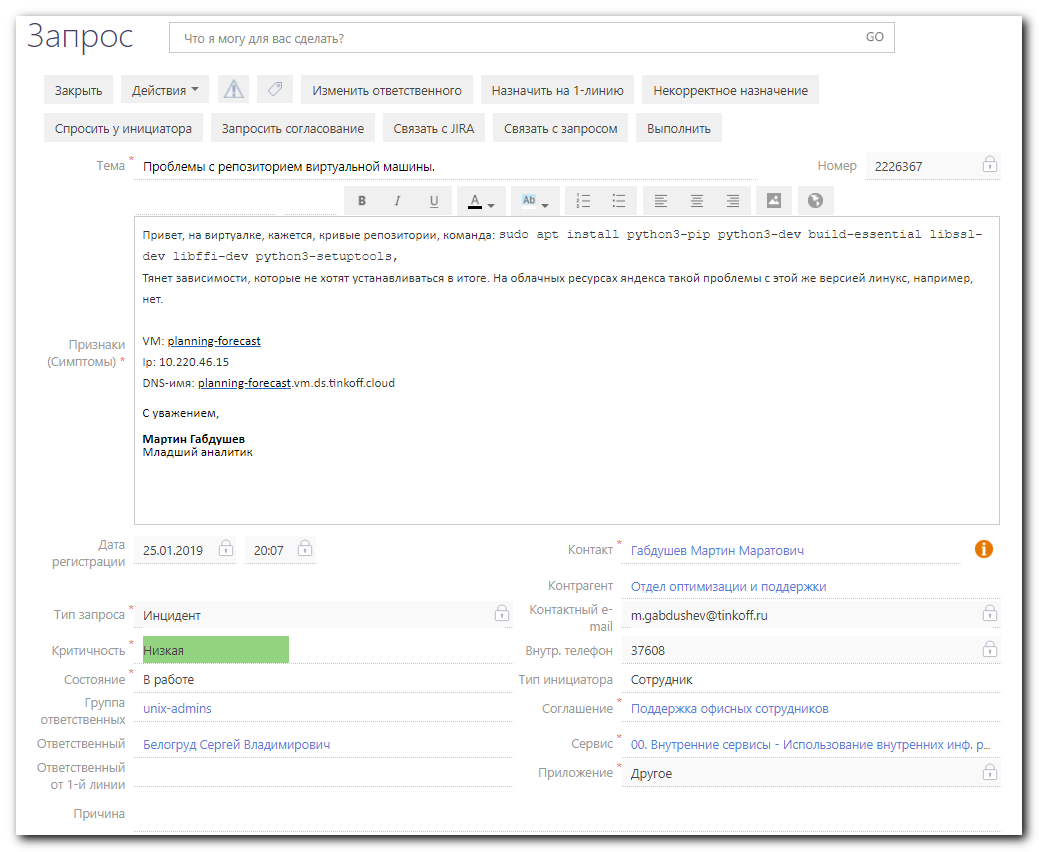 Запрос
Что я могу для вас сделать?
GO
Закрыть
Действия
Изменить ответственного
Назначить на 1-линию
Некорректное назначение
Спросить у инициатора
Запросить согласование
Связать с JIRA
Связать с запросом
Выполнить
Тема *
Проблемы с репозиторием виртуальной машины.
Номер
2226367
B I U A Ab
Привет, на виртуалке, кажется, кривые репозитории, команда: sudo apt install python3-pip python3-dev build-essential libssl-
dev libffi-dev python3-setuptools,
Тянет зависимости, которые не хотят устанавливаться в итоге. На облачных ресурсах яндекса такой проблемы с этой же версией линукс, например,
нет.
Признаки
(Симптомы) *
VM: planning-forecast
Ip: 10.220.46.15
DNS-имя: planning-forecast.vm.ds.tinkoff.cloud
С уважением,
Мартин Габдушев
Младший аналитик
Дата
регистрации
25.01.2019
20:07
Контакт *
Габдушев Мартин Маратович
Контрагент
Отдел оптимизации и поддержки
Тип запроса *
Инцидент
Контактный e-
mail
m.gabdushev@tinkoff.ru
Критичность *
Низкая
Внутр. телефон
37608
Состояние *
В работе
Тип инициатора
Сотрудник
Группа
ответственных
unix-admins
Соглашение *
Поддержка офисных сотрудников
Ответственный
Белогруд Сергей Владимирович
Сервис *
00. Внутренние сервисы - Использование внутренних инф. р...
Ответственный
от 1-й линии
Приложение *
Другое
Причина